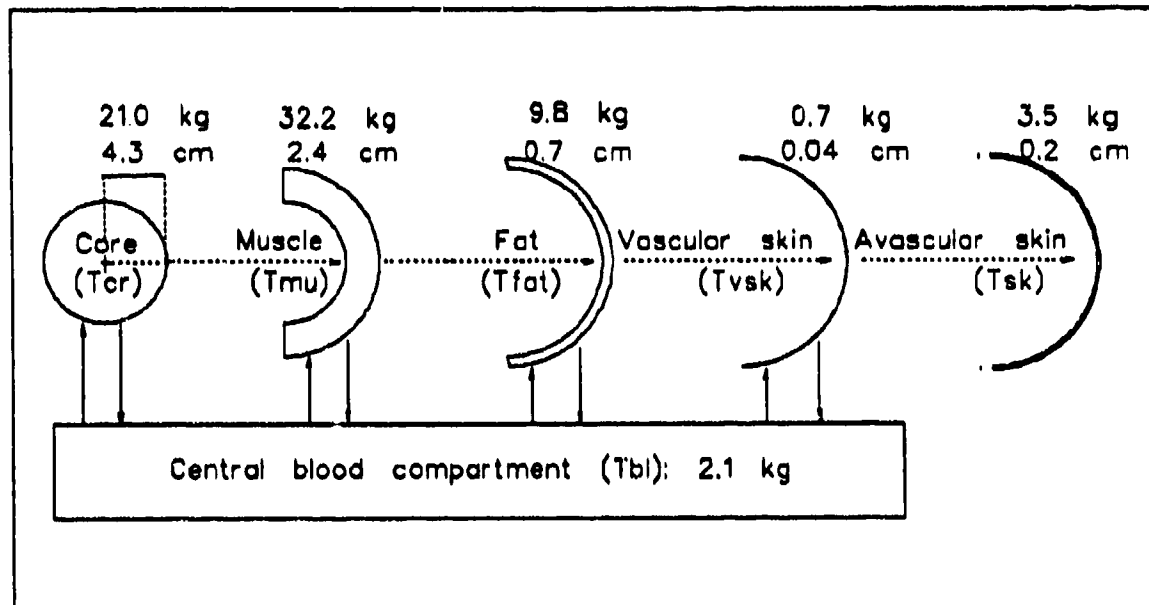 21.0 kg
4.3 cm
32.2 kg
2.4 cm
9.8 kg
0.7 cm
0.7 kg
0.04 cm
3.5 kg
0.2 cm
Core
(Tcr)
Muscle
(Tmu)
Fat
(Tfat)
Vascular skin
(Tvsk)
Avascular skin
(Tsk)
Central blood compartment (Tbl): 2.1 kg